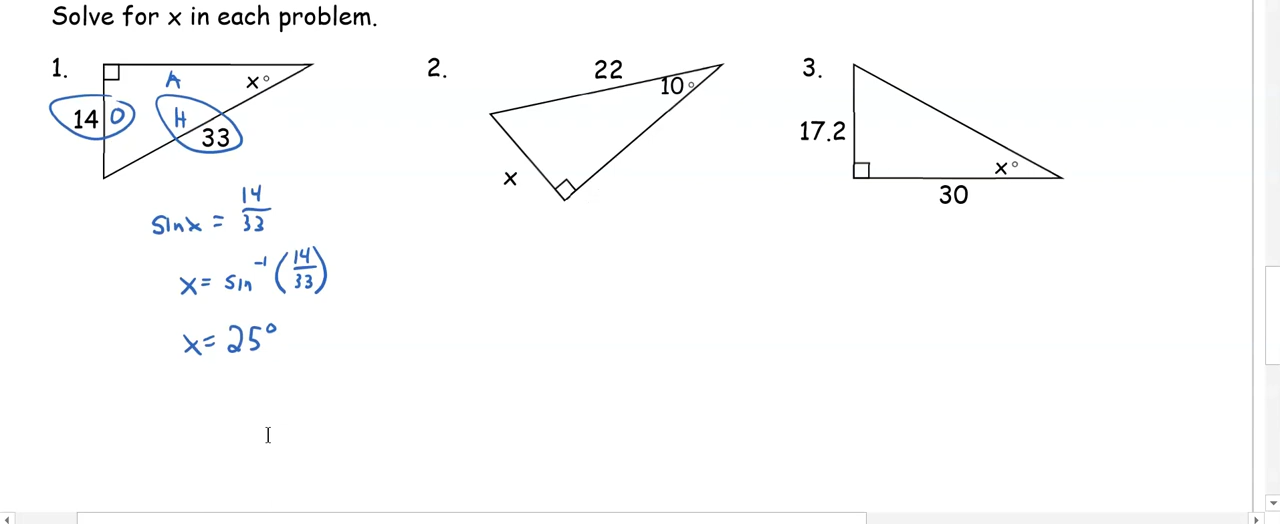 Solve for x in each problem.
1.
A
x°
14 O
H
33
sin x = 14/33
x = sin⁻¹(14/33)
x = 25°
2.
22
10°
x
3.
17.2
x°
30